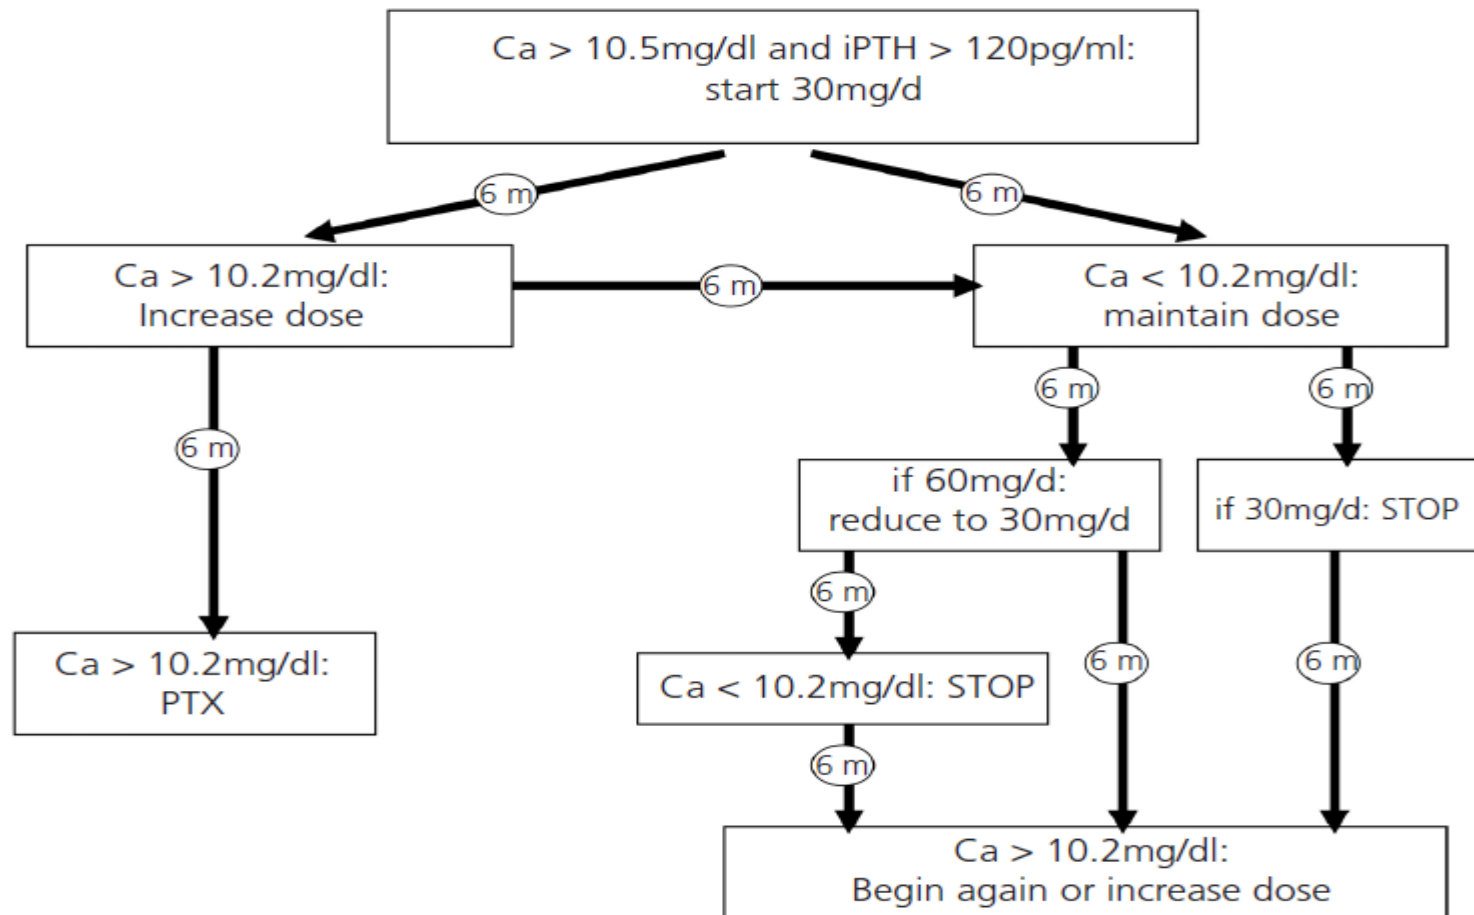 Ca > 10.5mg/dl and iPTH > 120pg/ml:
start 30mg/d
6 m
6 m
Ca > 10.2mg/dl:
Increase dose
6 m
Ca < 10.2mg/dl:
maintain dose
6 m
6 m
6 m
if 60mg/d:
reduce to 30mg/d
if 30mg/d: STOP
6 m
Ca > 10.2mg/dl:
PTX
Ca < 10.2mg/dl: STOP
6 m
6 m
6 m
Ca > 10.2mg/dl:
Begin again or increase dose